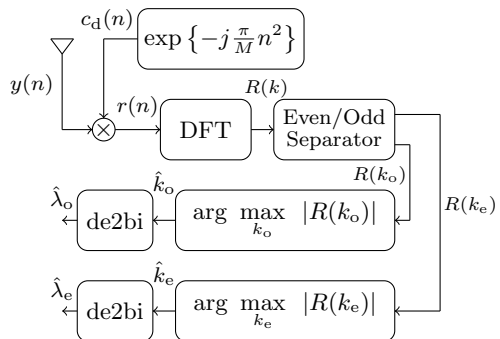 c_d(n)
exp {-j π/M n²}
y(n)
r(n)
R(k)
DFT
Even/Odd
Separator
R(k_o)
R(k_e)
λ̂_o
de2bi
k̂_o
arg max_{k_o} |R(k_o)|
λ̂_e
de2bi
k̂_e
arg max_{k_e} |R(k_e)|